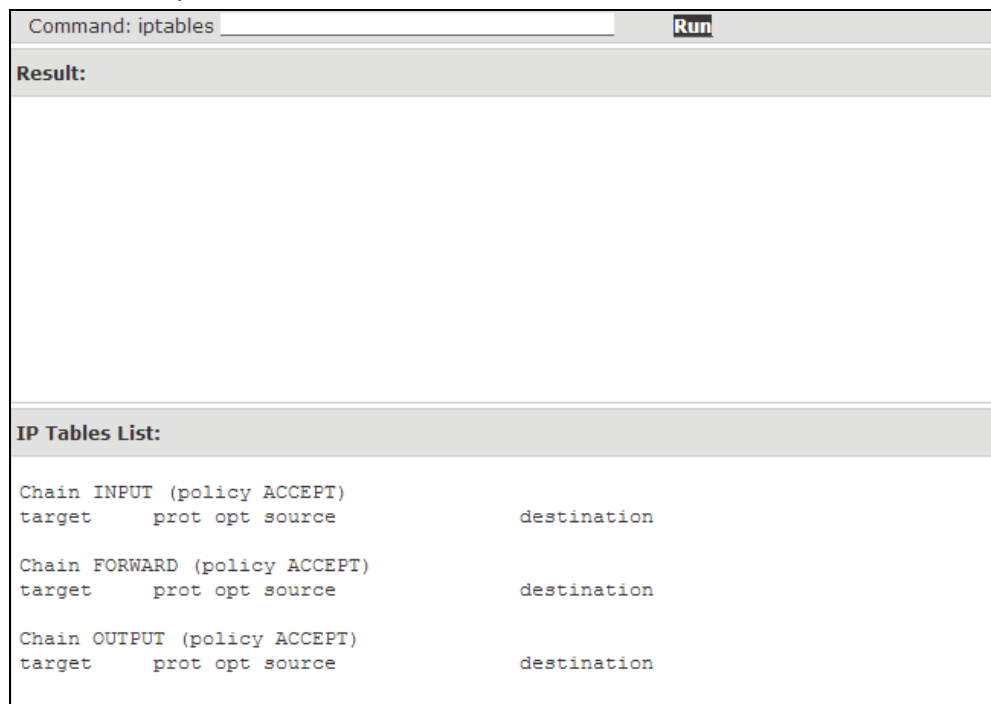 Command: iptables Run
Result:
IP Tables List:
Chain INPUT (policy ACCEPT)
target     prot opt source               destination
Chain FORWARD (policy ACCEPT)
target     prot opt source               destination
Chain OUTPUT (policy ACCEPT)
target     prot opt source               destination